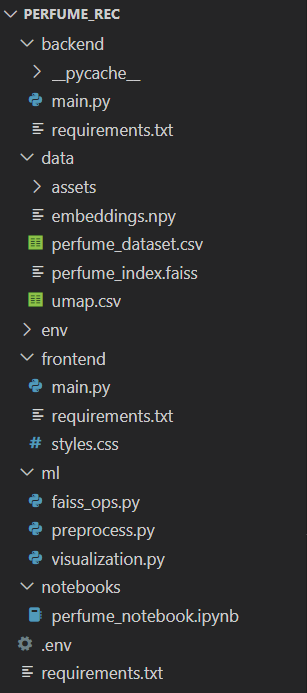 PERFUME_REC
backend
__pycache__
main.py
requirements.txt
data
assets
embeddings.npy
perfume_dataset.csv
perfume_index.faiss
umap.csv
env
frontend
main.py
requirements.txt
styles.css
ml
faiss_ops.py
preprocess.py
visualization.py
notebooks
perfume_notebook.ipynb
.env
requirements.txt